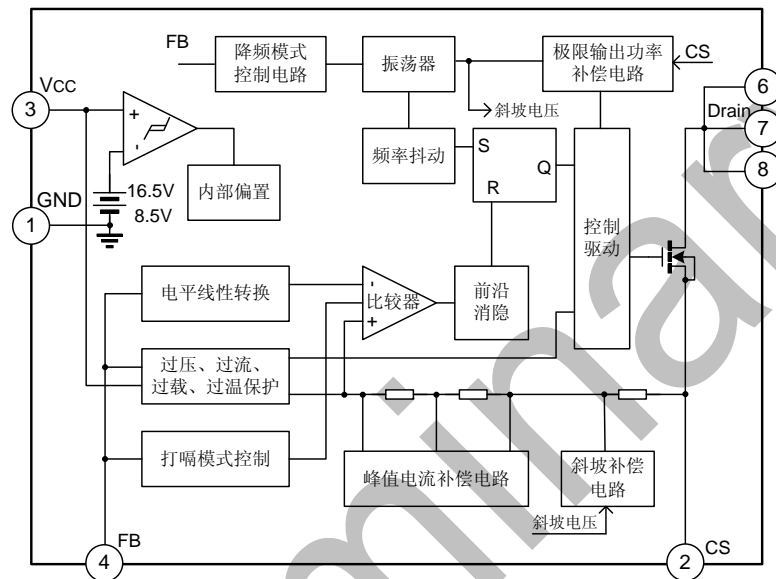 FB
降频模式
控制电路
振荡器
极限输出功率
补偿电路
CS
VCC
3
6
Drain
7
8
斜坡电压
+
-
频率抖动
S
Q
R
内部偏置
16.5V
8.5V
GND
1
控制
驱动
电平线性转换
-
比较器
+
前沿
消隐
过压、过流、
过载、过温保护
打嗝模式控制
峰值电流补偿电路
斜坡补偿
电路
斜坡电压
FB
4
2
CS
minar